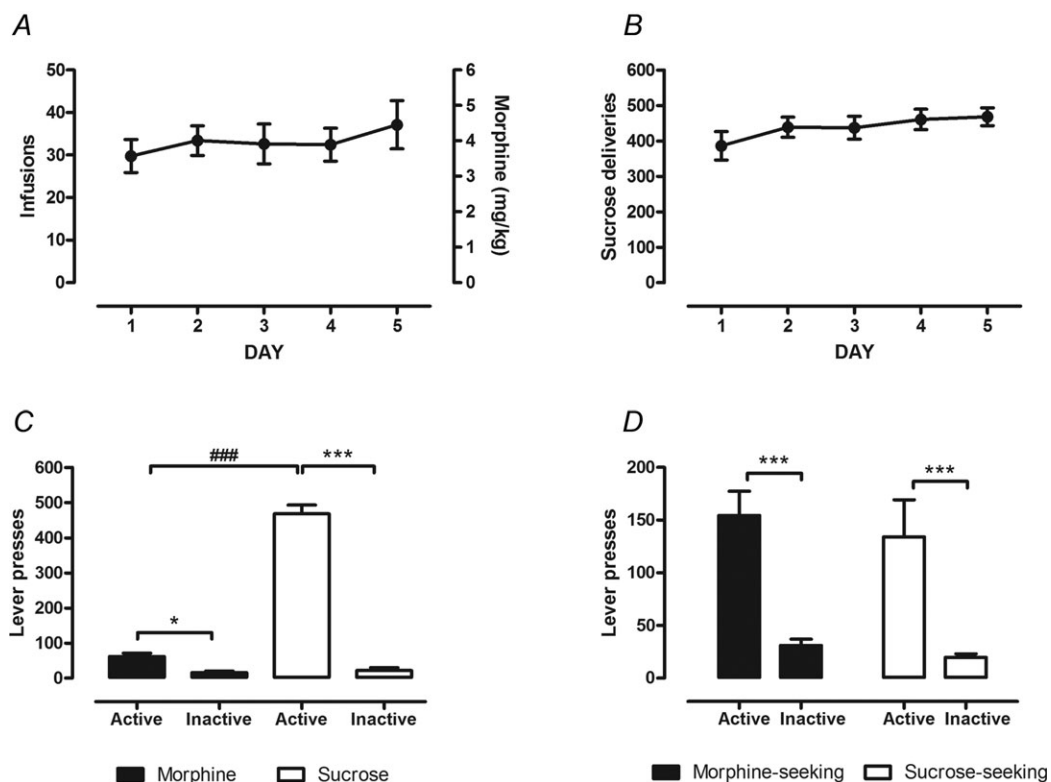 A
B
50
40
30
20
10
0
Infusions
6
5
4
3
2
1
0
Morphine (mg/kg)
1 2 3 4 5
DAY
600
500
400
300
200
100
0
Sucrose deliveries
1 2 3 4 5
DAY
C
D
600
500
400
300
200
100
0
Lever presses
###
***
*
Active Inactive Active Inactive
Morphine Sucrose
200
150
100
50
0
Lever presses
***
***
Active Inactive Active Inactive
Morphine-seeking Sucrose-seeking